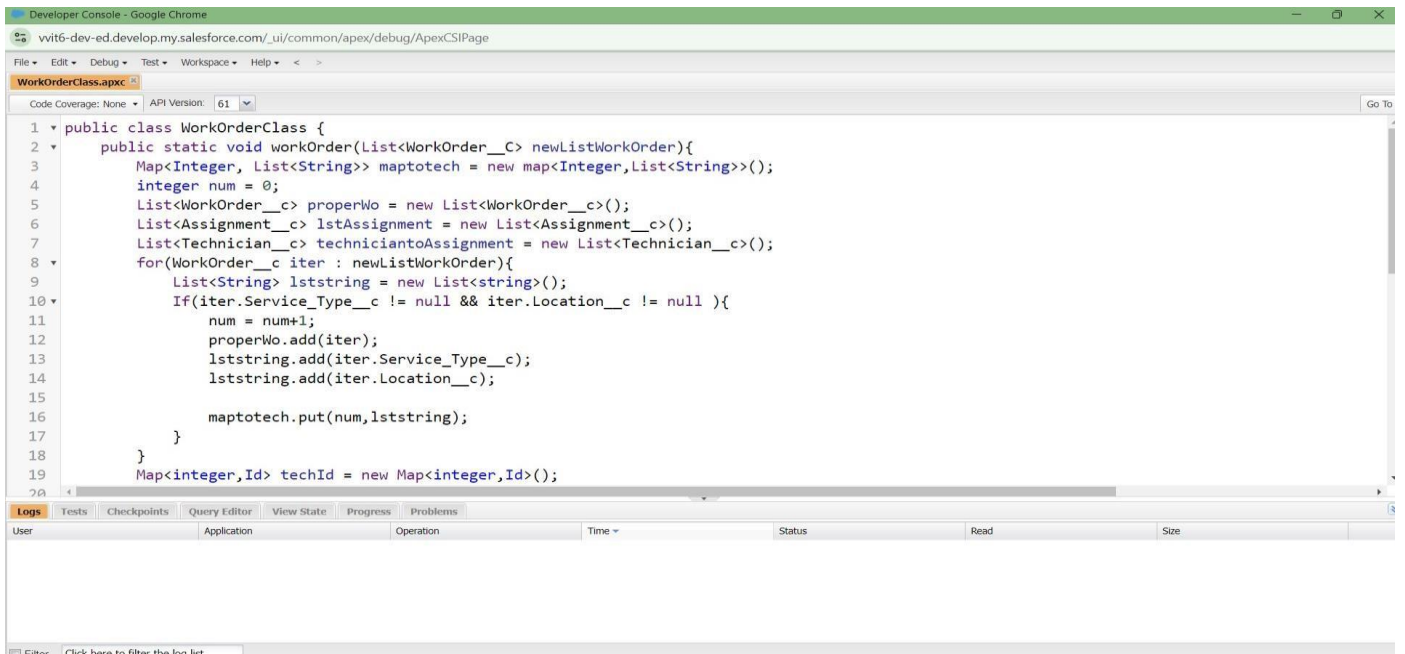 Developer Console - Google Chrome
vvit6-dev-ed.develop.my.salesforce.com/_ui/common/apex/debug/ApexCSIPage
File Edit Debug Test Workspace Help < >
WorkOrderClass.apxc
Code Coverage: None API Version: 61 Go To
1 public class WorkOrderClass {
2 public static void workOrder(List<WorkOrder__C> newListWorkOrder){
3 Map<Integer, List<String>> maptotech = new map<Integer,List<String>>();
4 integer num = 0;
5 List<WorkOrder__c> properWo = new List<WorkOrder__c>();
6 List<Assignment__c> lstAssignment = new List<Assignment__c>();
7 List<Technician__c> techniciantoAssignment = new List<Technician__c>();
8 for(WorkOrder__c iter : newListWorkOrder){
9 List<String> lststring = new List<string>();
10 If(iter.Service_Type__c != null && iter.Location__c != null ){
11 num = num+1;
12 properWo.add(iter);
13 lststring.add(iter.Service_Type__c);
14 lststring.add(iter.Location__c);
15
16 maptotech.put(num,lststring);
17 }
18 }
19 Map<integer,Id> techId = new Map<integer,Id>();
20
Logs Tests Checkpoints Query Editor View State Progress Problems
User Application Operation Time Status Read Size
Filter Click here to filter the log list